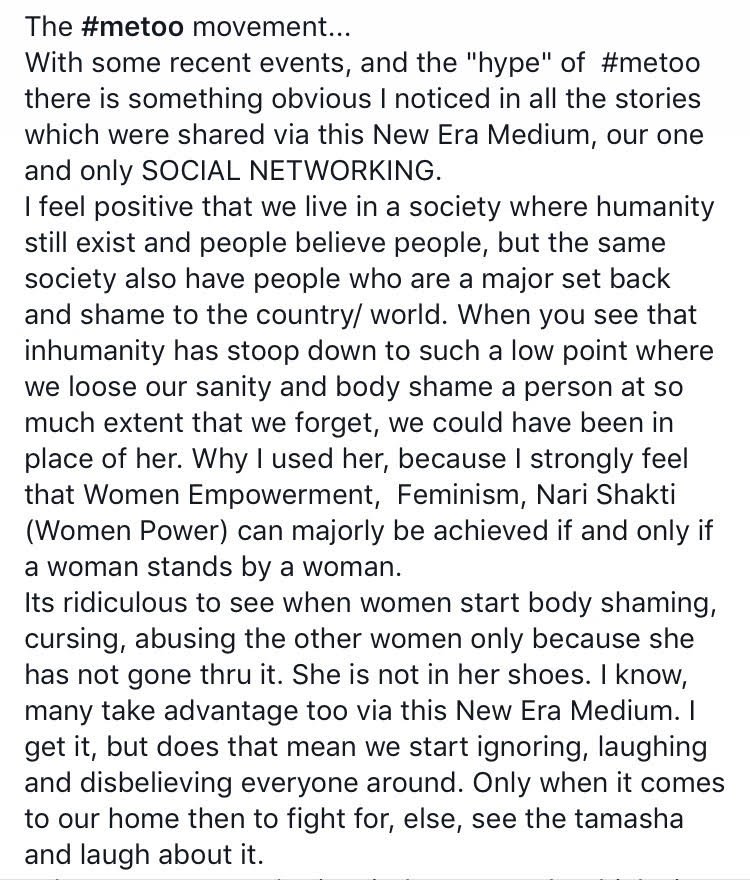 The #metoo movement...
With some recent events, and the "hype" of  #metoo
there is something obvious I noticed in all the stories
which were shared via this New Era Medium, our one
and only SOCIAL NETWORKING.
I feel positive that we live in a society where humanity
still exist and people believe people, but the same
society also have people who are a major set back
and shame to the country/ world. When you see that
inhumanity has stoop down to such a low point where
we loose our sanity and body shame a person at so
much extent that we forget, we could have been in
place of her. Why I used her, because I strongly feel
that Women Empowerment,  Feminism, Nari Shakti
(Women Power) can majorly be achieved if and only if
a woman stands by a woman.
Its ridiculous to see when women start body shaming,
cursing, abusing the other women only because she
has not gone thru it. She is not in her shoes. I know,
many take advantage too via this New Era Medium. I
get it, but does that mean we start ignoring, laughing
and disbelieving everyone around. Only when it comes
to our home then to fight for, else, see the tamasha
and laugh about it.